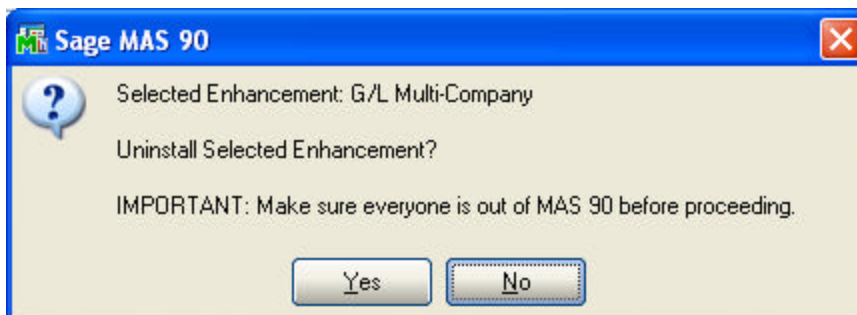 Sage MAS 90
Selected Enhancement: G/L Multi-Company
Uninstall Selected Enhancement?
IMPORTANT: Make sure everyone is out of MAS 90 before proceeding.
Yes No